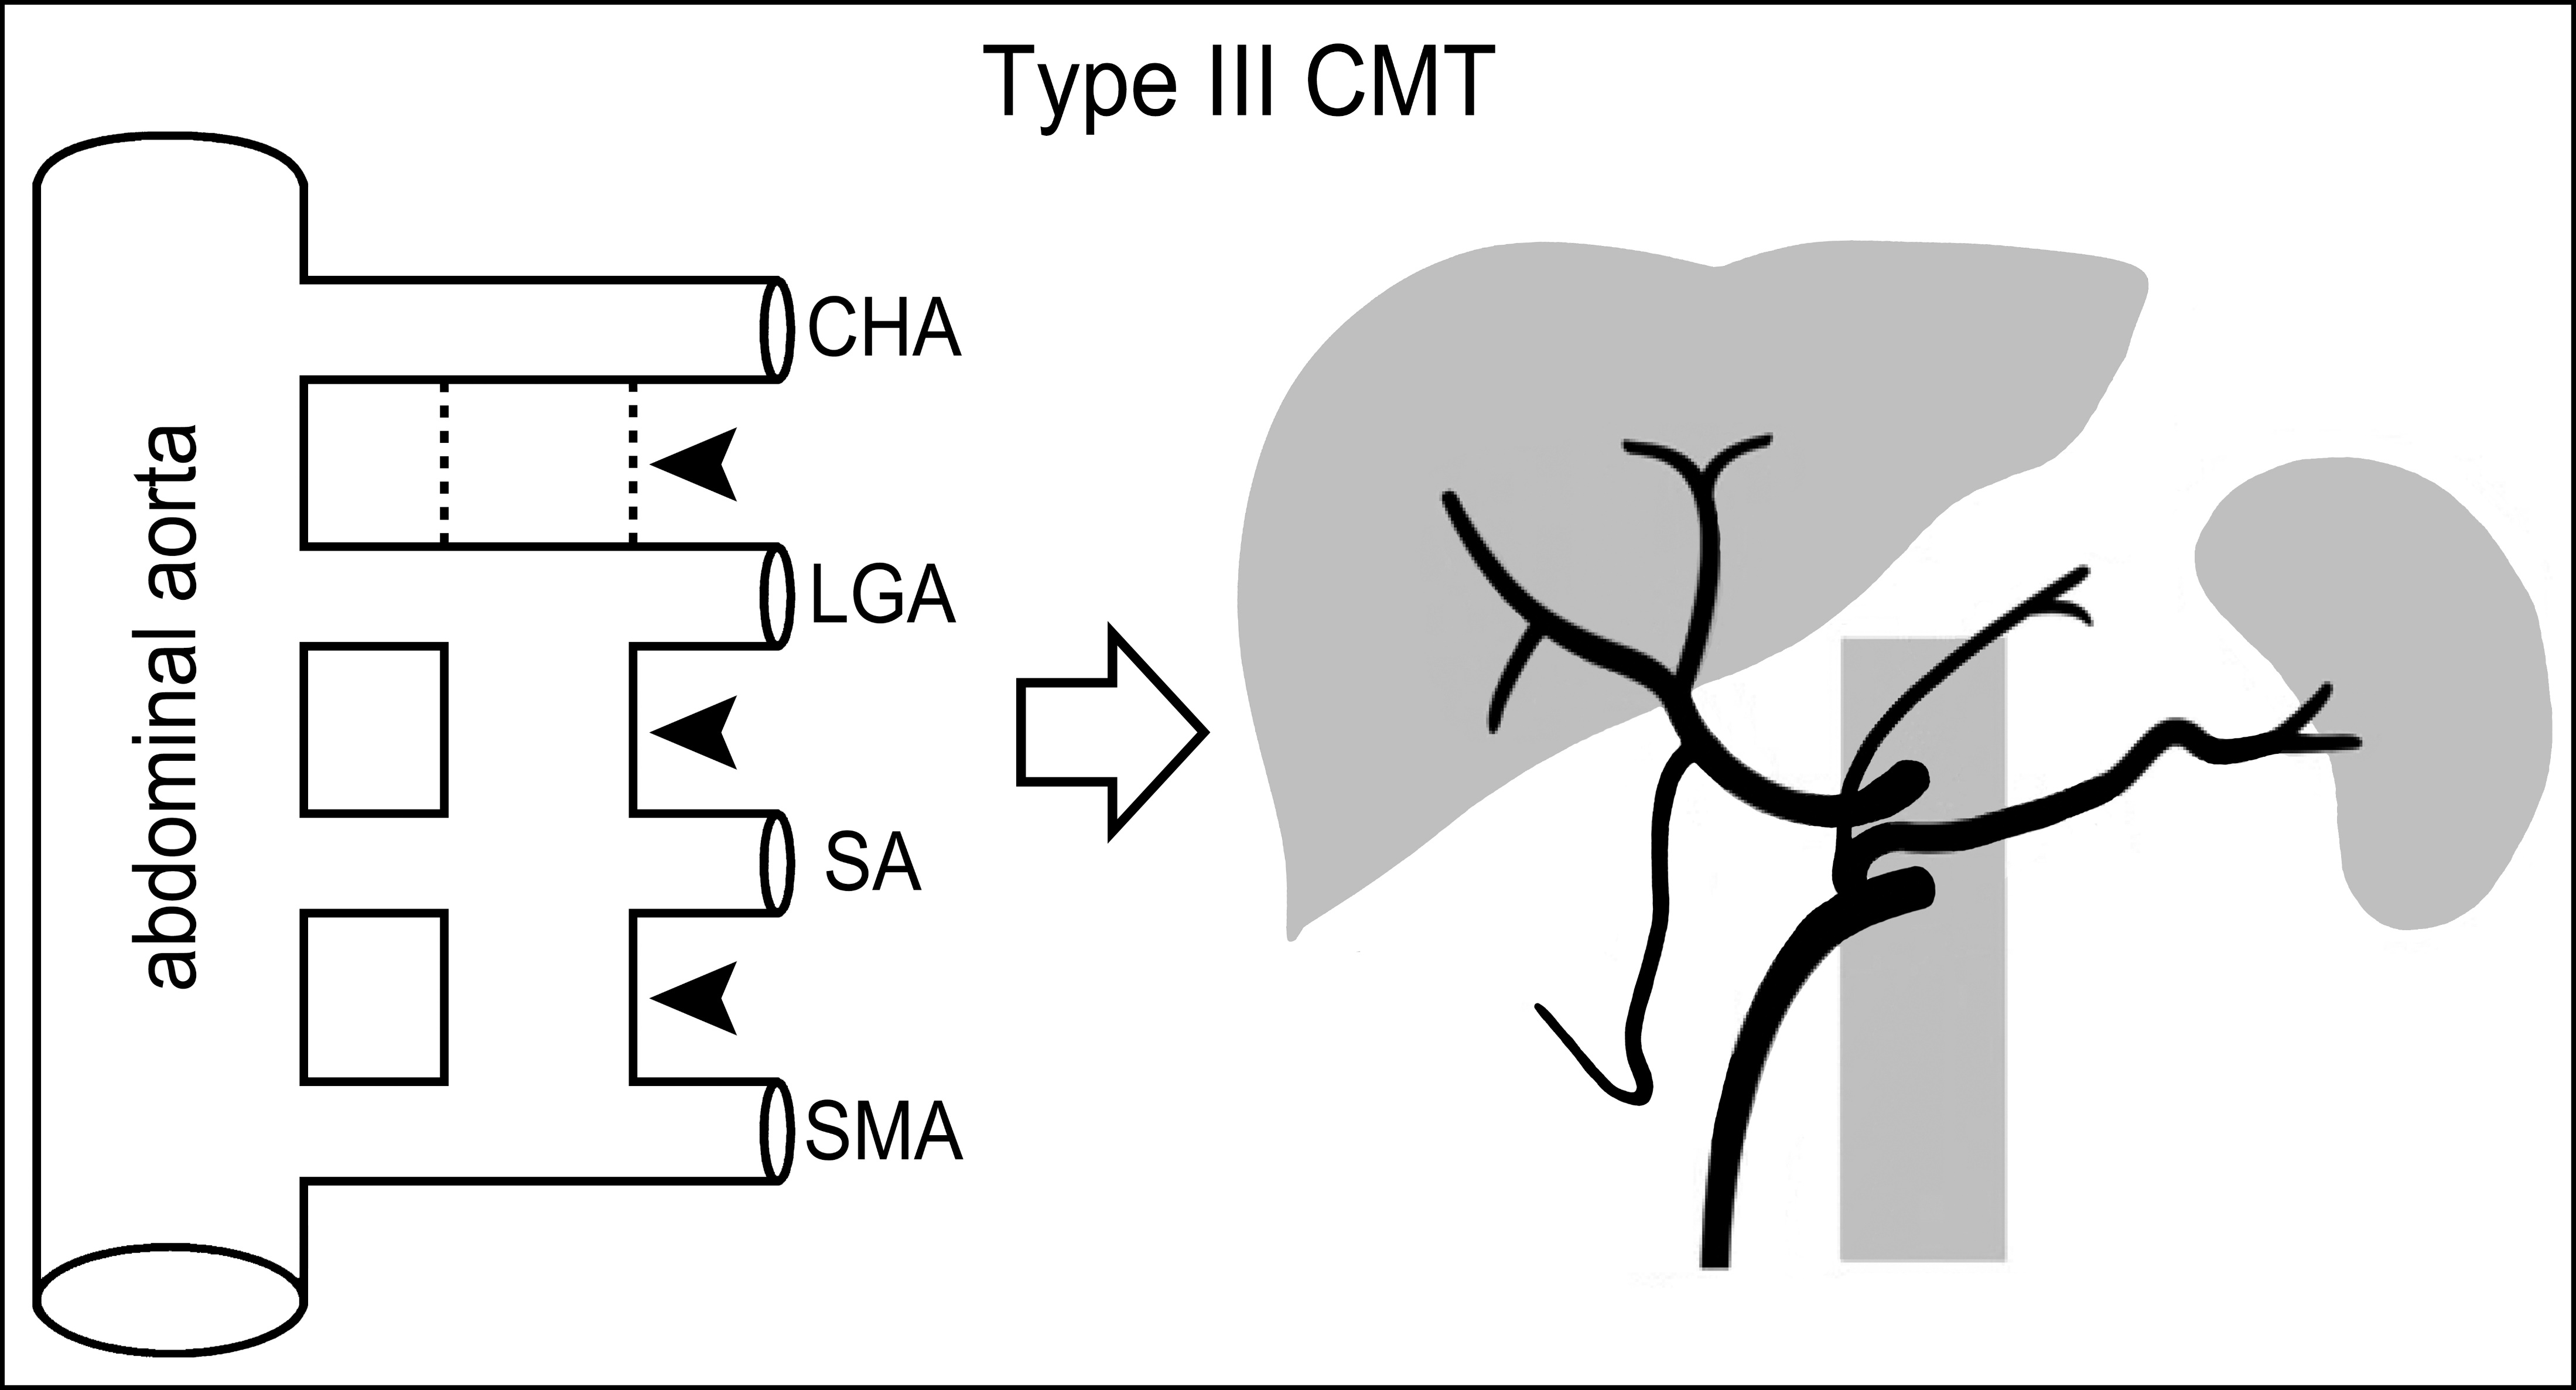 Type III CMT
abdominal aorta
CHA
LGA
SA
SMA